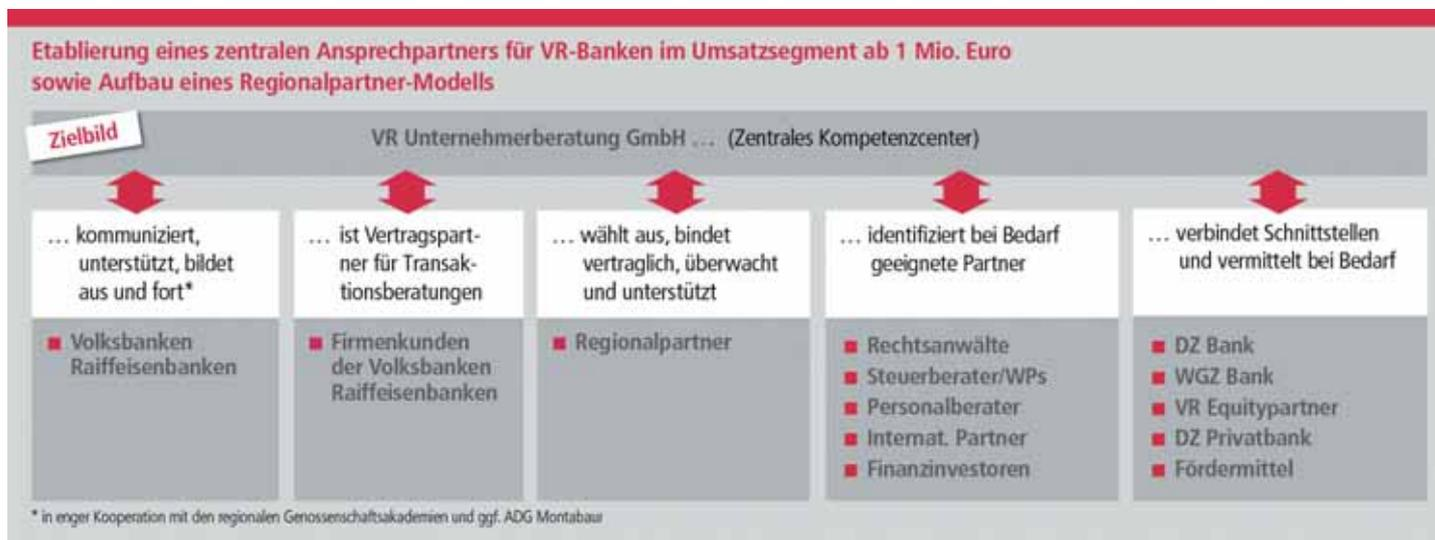 Etablierung eines zentralen Ansprechpartners für VR-Banken im Umsatzsegment ab 1 Mio. Euro
sowie Aufbau eines Regionalpartner-Modells
Zielbild
VR Unternehmerberatung GmbH … (Zentrales Kompetenzcenter)
… kommuniziert,
unterstützt, bildet
aus und fort*
Volksbanken
Raiffeisenbanken
… ist Vertragspart-
ner für Transak-
tionsberatungen
Firmenkunden
der Volksbanken
Raiffeisenbanken
… wählt aus, bindet
vertraglich, überwacht
und unterstützt
Regionalpartner
… identifiziert bei Bedarf
geeignete Partner
Rechtsanwälte
Steuerberater/WPs
Personalberater
Internat. Partner
Finanzinvestoren
… verbindet Schnittstellen
und vermittelt bei Bedarf
DZ Bank
WGZ Bank
VR Equitypartner
DZ Privatbank
Fördermittel
* in enger Kooperation mit den regionalen Genossenschaftsakademien und ggf. ADG Montabaur